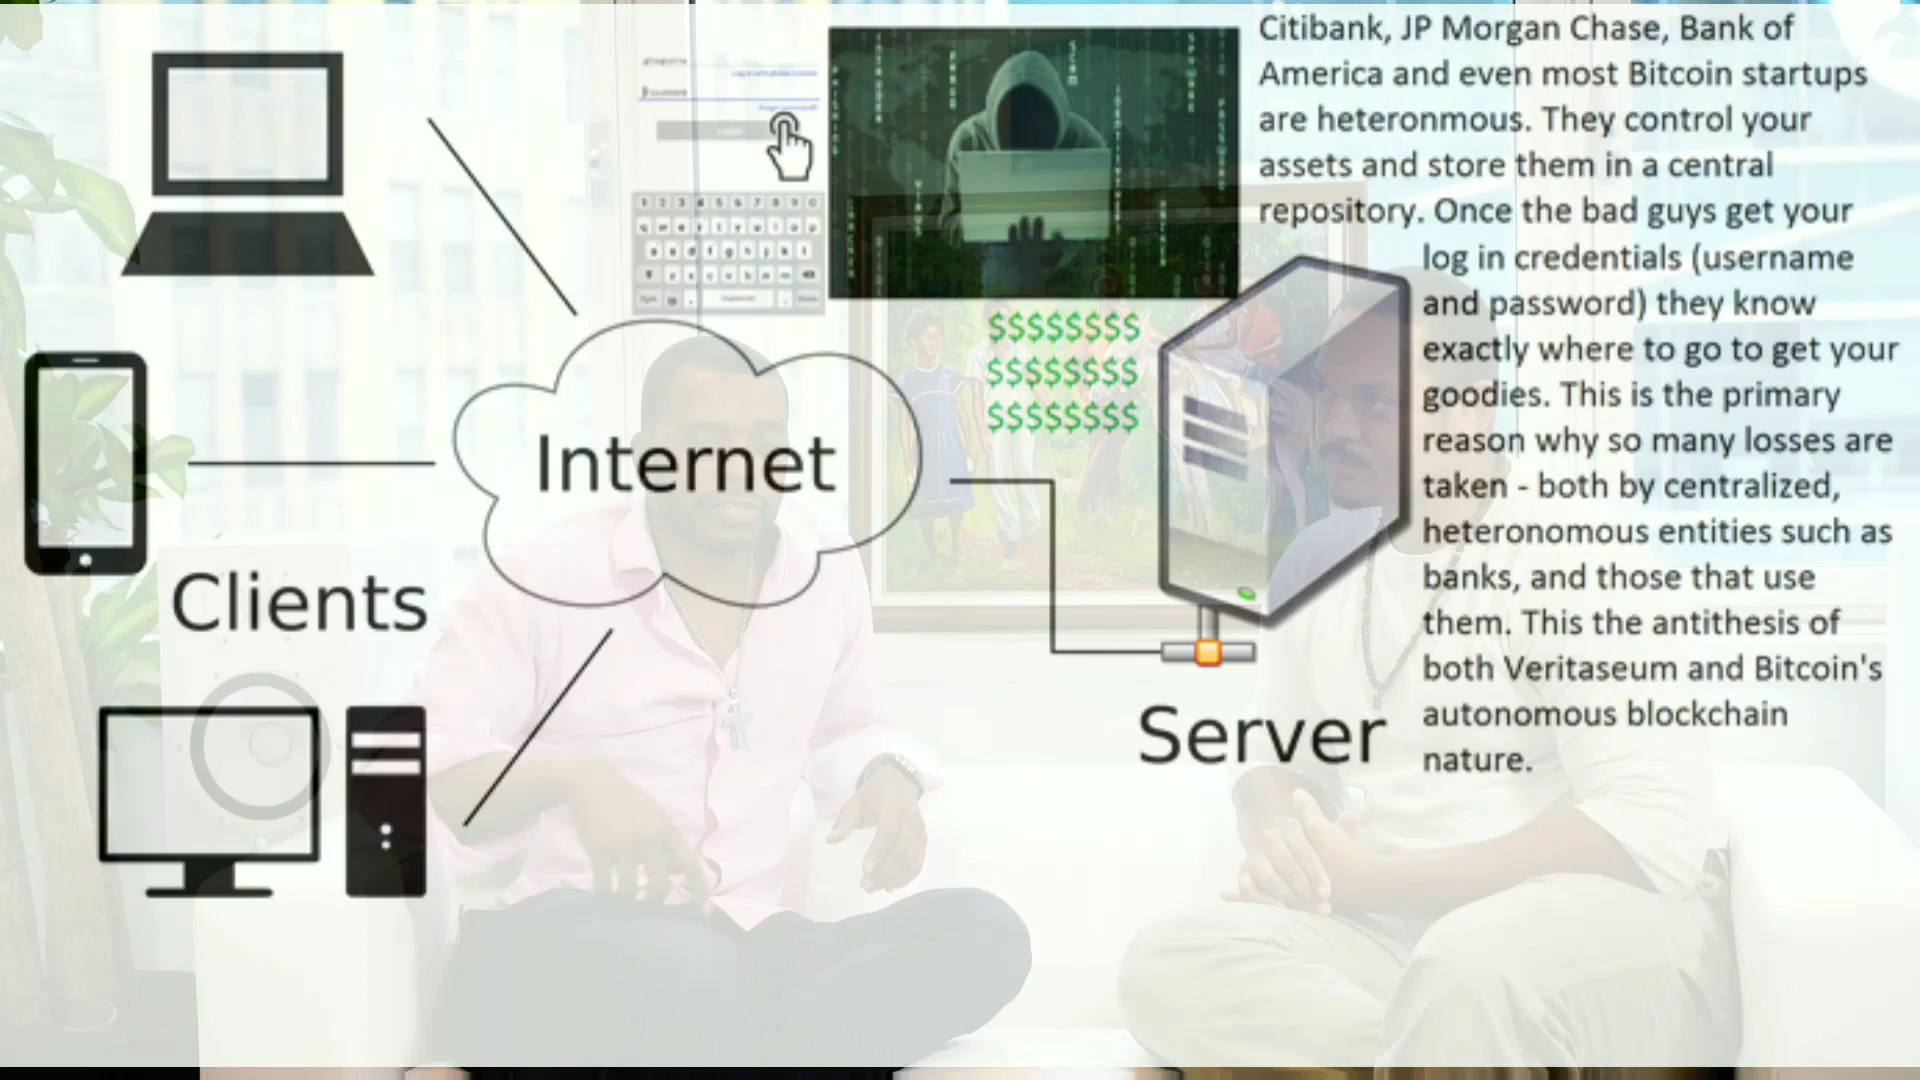 Citibank, JP Morgan Chase, Bank of
America and even most Bitcoin startups
are heteronmous. They control your
assets and store them in a central
repository. Once the bad guys get your
log in credentials (username
and password) they know
exactly where to go to get your
goodies. This is the primary
reason why so many losses are
taken - both by centralized,
heteronomous entities such as
banks, and those that use
them. This the antithesis of
both Veritaseum and Bitcoin's
autonomous blockchain
nature.
$$$$$$$$
$$$$$$$$
$$$$$$$$
Internet
Clients
Server